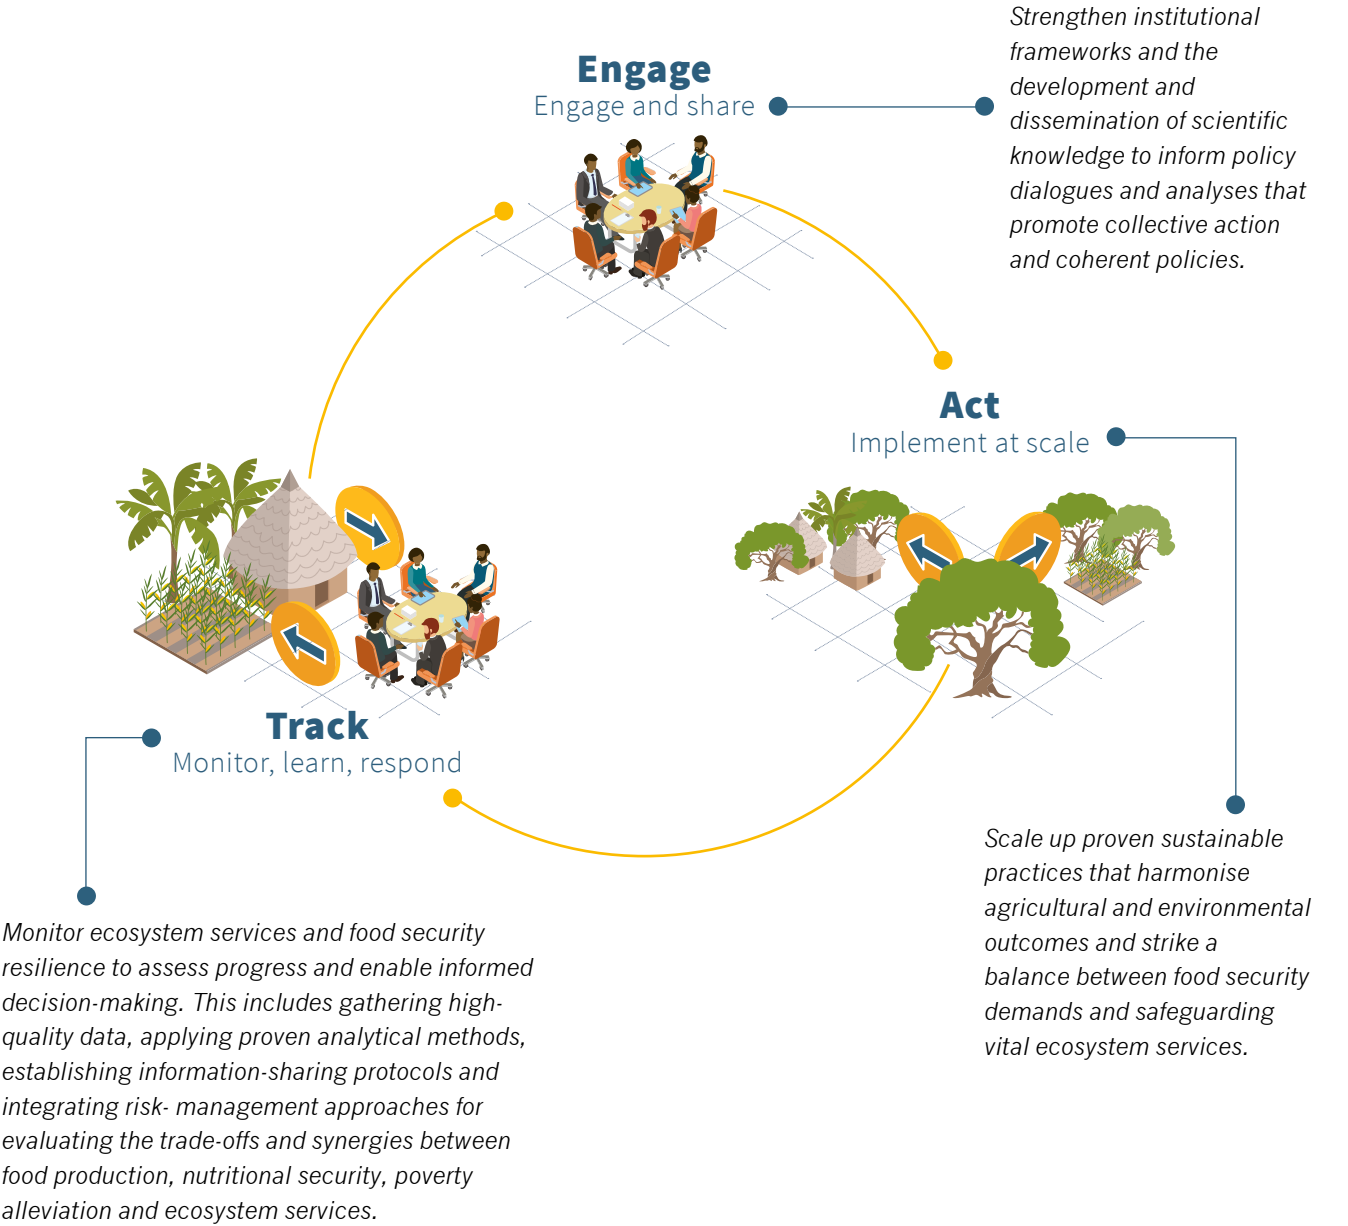 Engage
Engage and share
Strengthen institutional
frameworks and the
development and
dissemination of scientific
knowledge to inform policy
dialogues and analyses that
promote collective action
and coherent policies.
Act
Implement at scale
Scale up proven sustainable
practices that harmonise
agricultural and environmental
outcomes and strike a
balance between food security
demands and safeguarding
vital ecosystem services.
Track
Monitor, learn, respond
Monitor ecosystem services and food security
resilience to assess progress and enable informed
decision-making. This includes gathering high-
quality data, applying proven analytical methods,
establishing information-sharing protocols and
integrating risk- management approaches for
evaluating the trade-offs and synergies between
food production, nutritional security, poverty
alleviation and ecosystem services.